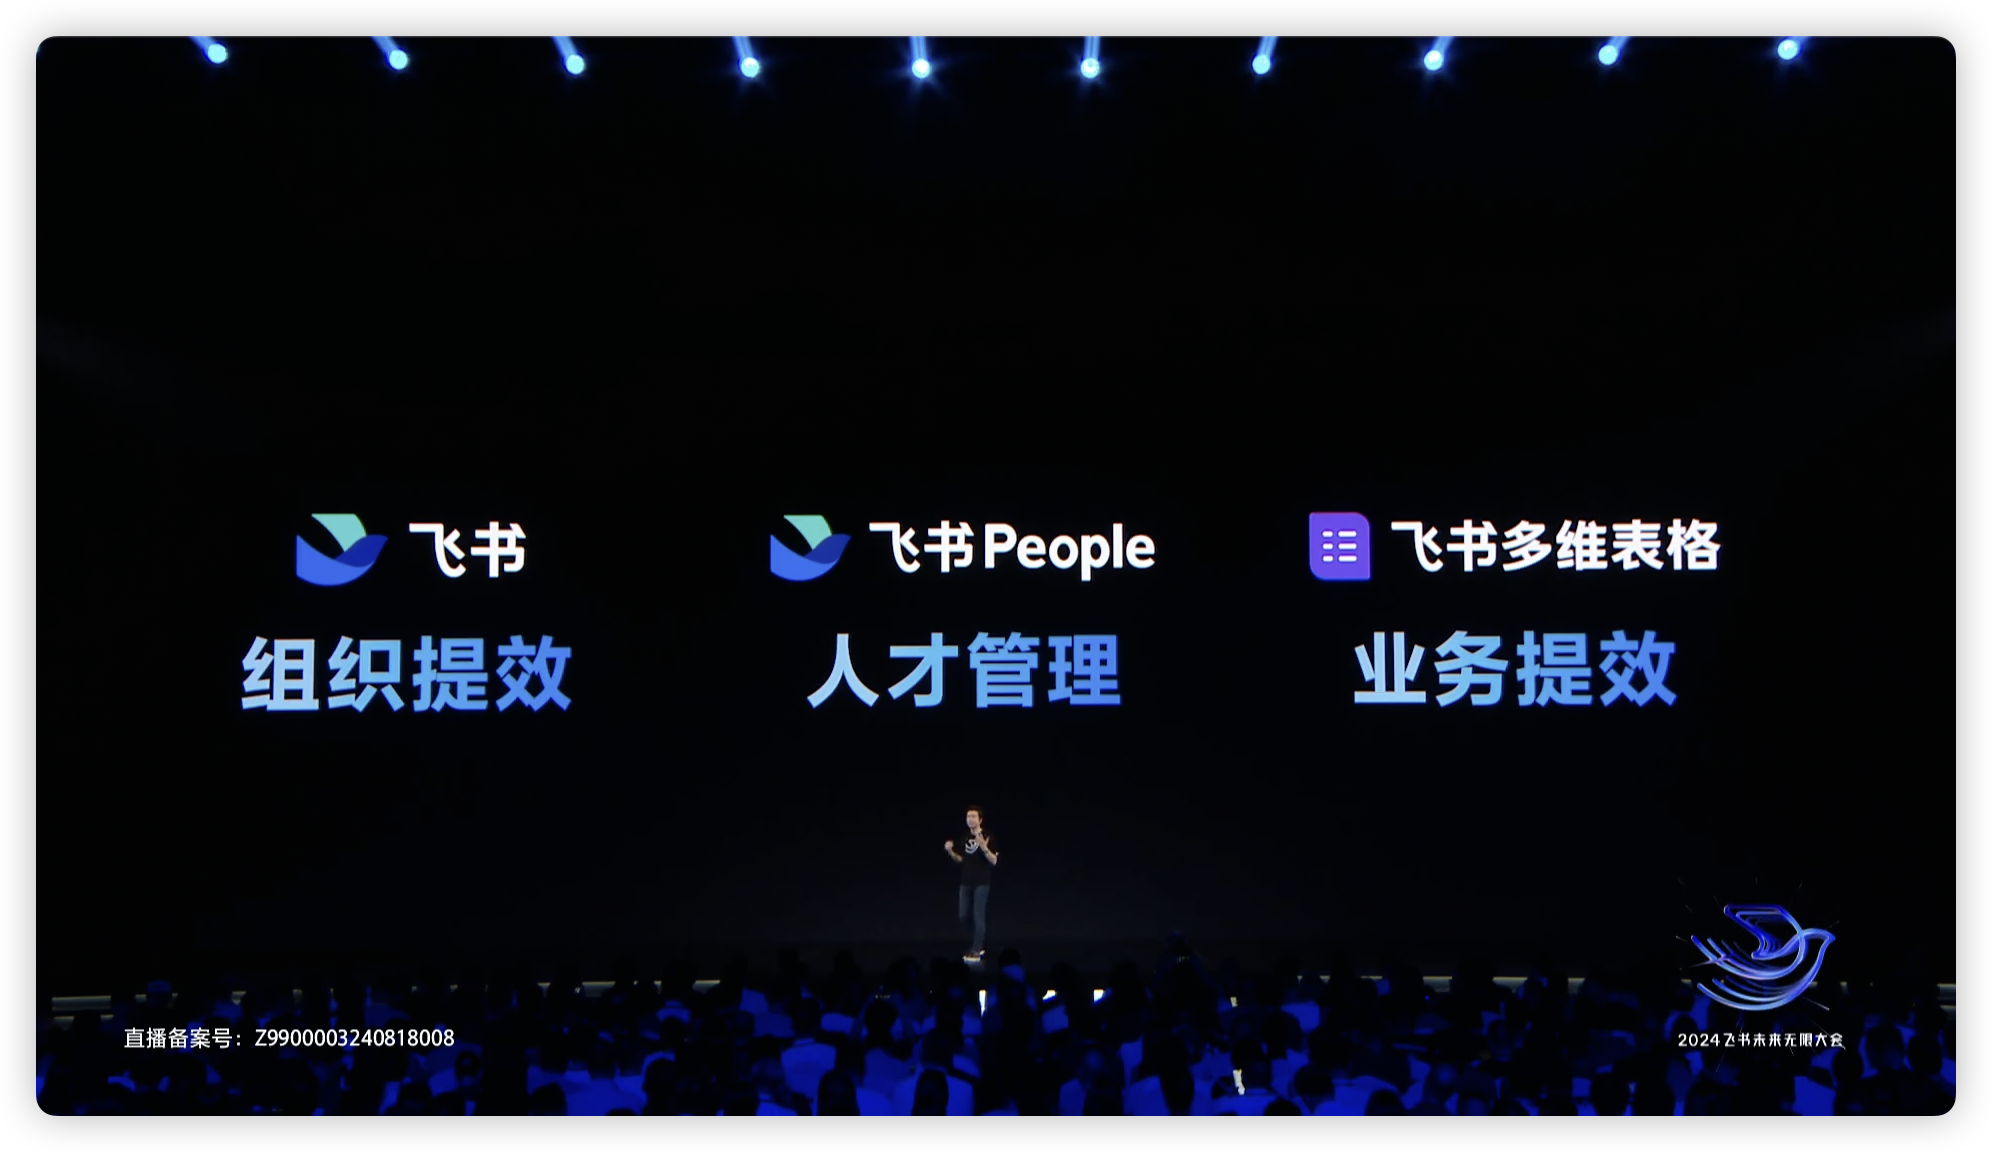 飞书
飞书People
飞书多维表格
组织提效
人才管理
业务提效
直播备案号：Z9900003240818008
2024飞书未来无限大会